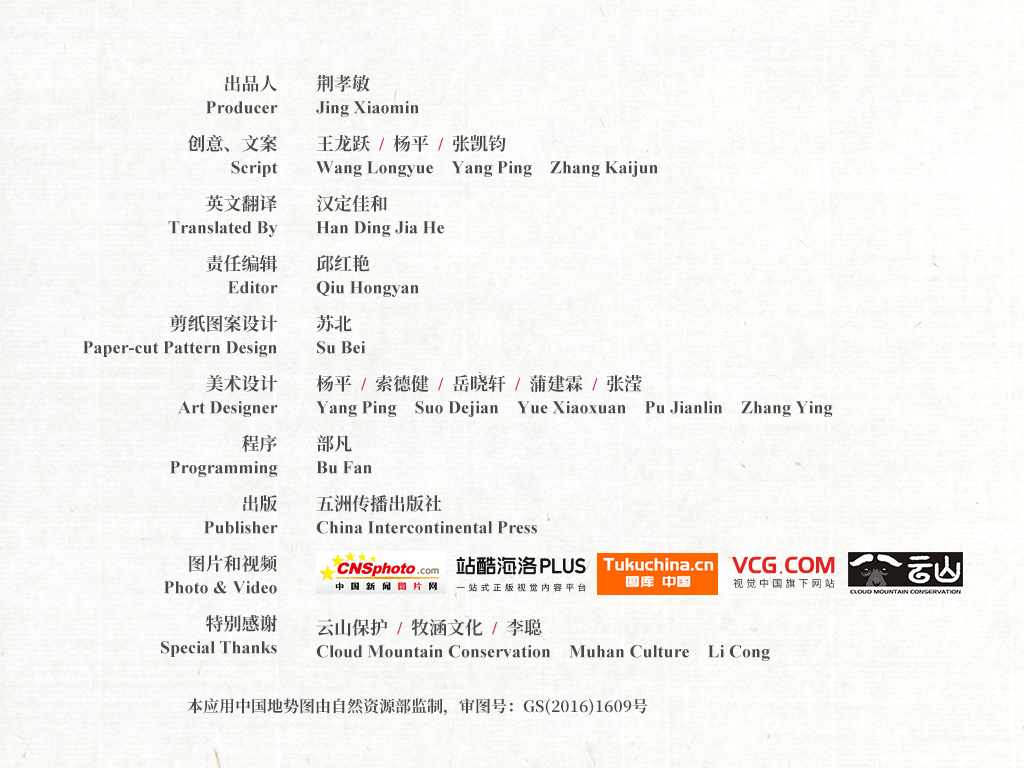 出品人 荆孝敏
Producer Jing Xiaomin
创意、文案 王龙跃 / 杨平 / 张凯钧
Script Wang Longyue Yang Ping Zhang Kaijun
英文翻译 汉定佳和
Translated By Han Ding Jia He
责任编辑 邱红艳
Editor Qiu Hongyan
剪纸图案设计 苏北
Paper-cut Pattern Design Su Bei
美术设计 杨平 / 索德健 / 岳晓轩 / 蒲建霖 / 张滢
Art Designer Yang Ping Suo Dejian Yue Xiaoxuan Pu Jianlin Zhang Ying
程序 部凡
Programming Bu Fan
出版 五洲传播出版社
Publisher China Intercontinental Press
图片和视频 CNSphoto.com 站酷海洛PLUS Tukuchina.cn VCG.COM 云山
Photo & Video 中国新闻图片网 一站式正版视觉内容平台 图库 中国 视觉中国旗下网站 CLOUD MOUNTAIN CONSERVATION
特别感谢 云山保护 / 牧涵文化 / 李聪
Special Thanks Cloud Mountain Conservation Muhan Culture Li Cong
本应用中国地势图由自然资源部监制，审图号：GS(2016)1609号